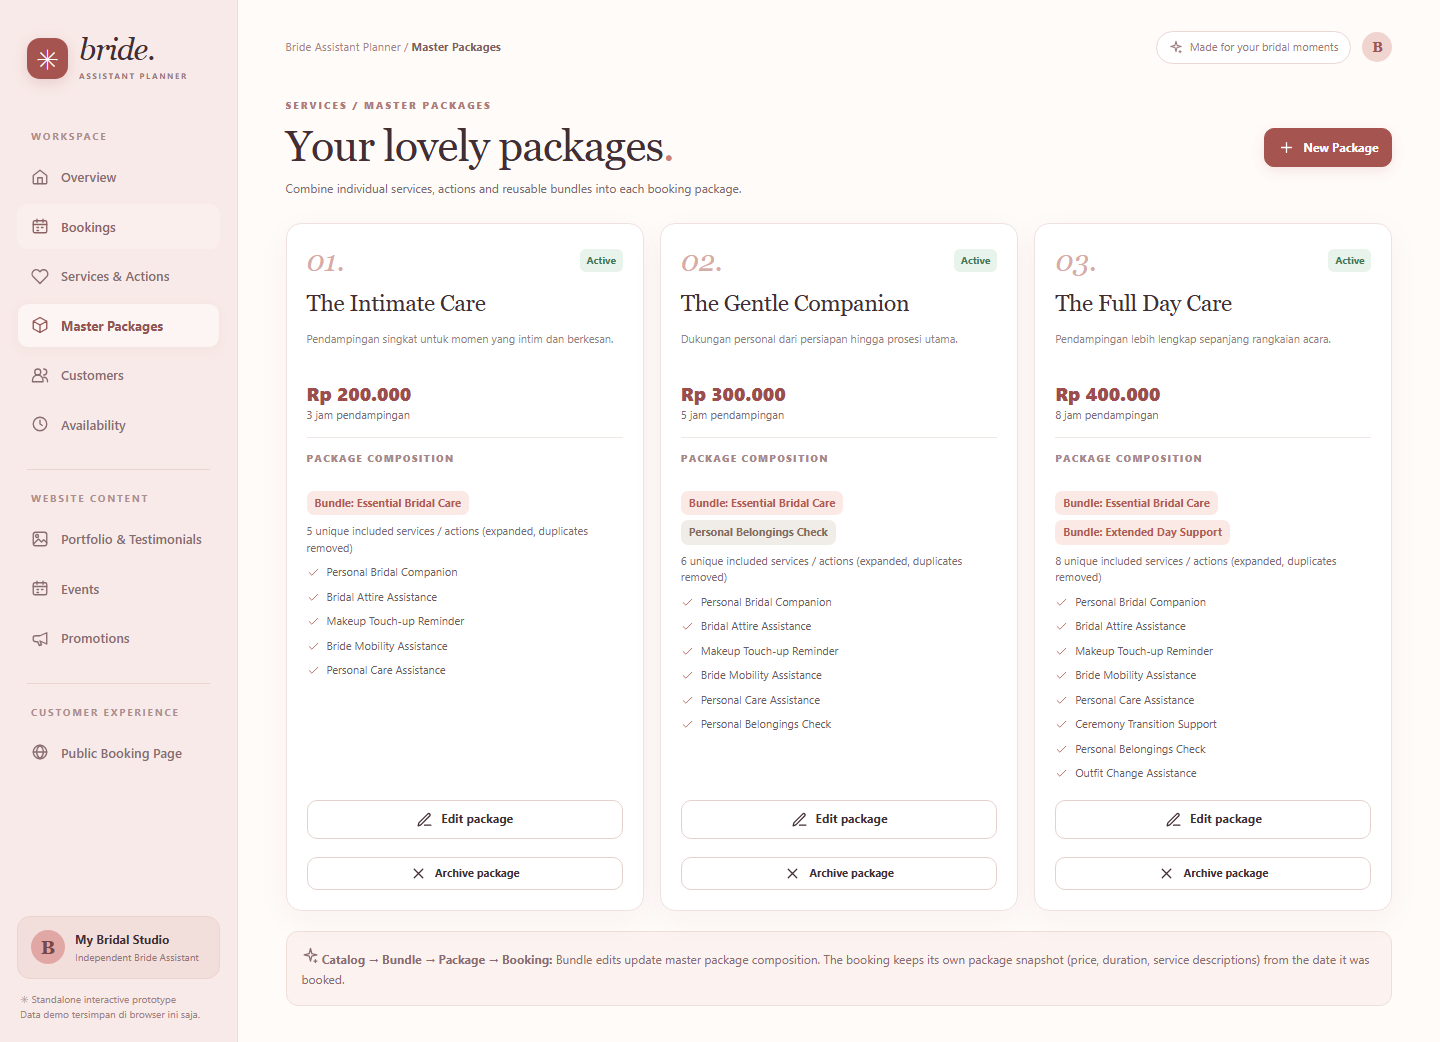 bride.
ASSISTANT PLANNER
WORKSPACE
Overview
Bookings
Services & Actions
Master Packages
Customers
Availability
WEBSITE CONTENT
Portfolio & Testimonials
Events
Promotions
CUSTOMER EXPERIENCE
Public Booking Page
B
My Bridal Studio
Independent Bride Assistant
✳ Standalone interactive prototype
Data demo tersimpan di browser ini saja.
Bride Assistant Planner / Master Packages
Made for your bridal moments
B
SERVICES / MASTER PACKAGES
Your lovely packages.
Combine individual services, actions and reusable bundles into each booking package.
New Package
01.
Active
The Intimate Care
Pendampingan singkat untuk momen yang intim dan berkesan.
Rp 200.000
3 jam pendampingan
PACKAGE COMPOSITION
Bundle: Essential Bridal Care
5 unique included services / actions (expanded, duplicates
removed)
Personal Bridal Companion
Bridal Attire Assistance
Makeup Touch-up Reminder
Bride Mobility Assistance
Personal Care Assistance
Edit package
Archive package
02.
Active
The Gentle Companion
Dukungan personal dari persiapan hingga prosesi utama.
Rp 300.000
5 jam pendampingan
PACKAGE COMPOSITION
Bundle: Essential Bridal Care
Personal Belongings Check
6 unique included services / actions (expanded, duplicates
removed)
Personal Bridal Companion
Bridal Attire Assistance
Makeup Touch-up Reminder
Bride Mobility Assistance
Personal Care Assistance
Personal Belongings Check
Edit package
Archive package
03.
Active
The Full Day Care
Pendampingan lebih lengkap sepanjang rangkaian acara.
Rp 400.000
8 jam pendampingan
PACKAGE COMPOSITION
Bundle: Essential Bridal Care
Bundle: Extended Day Support
8 unique included services / actions (expanded, duplicates
removed)
Personal Bridal Companion
Bridal Attire Assistance
Makeup Touch-up Reminder
Bride Mobility Assistance
Personal Care Assistance
Ceremony Transition Support
Personal Belongings Check
Outfit Change Assistance
Edit package
Archive package
Catalog → Bundle → Package → Booking: Bundle edits update master package composition. The booking keeps its own package snapshot (price, duration, service descriptions) from the date it was
booked.